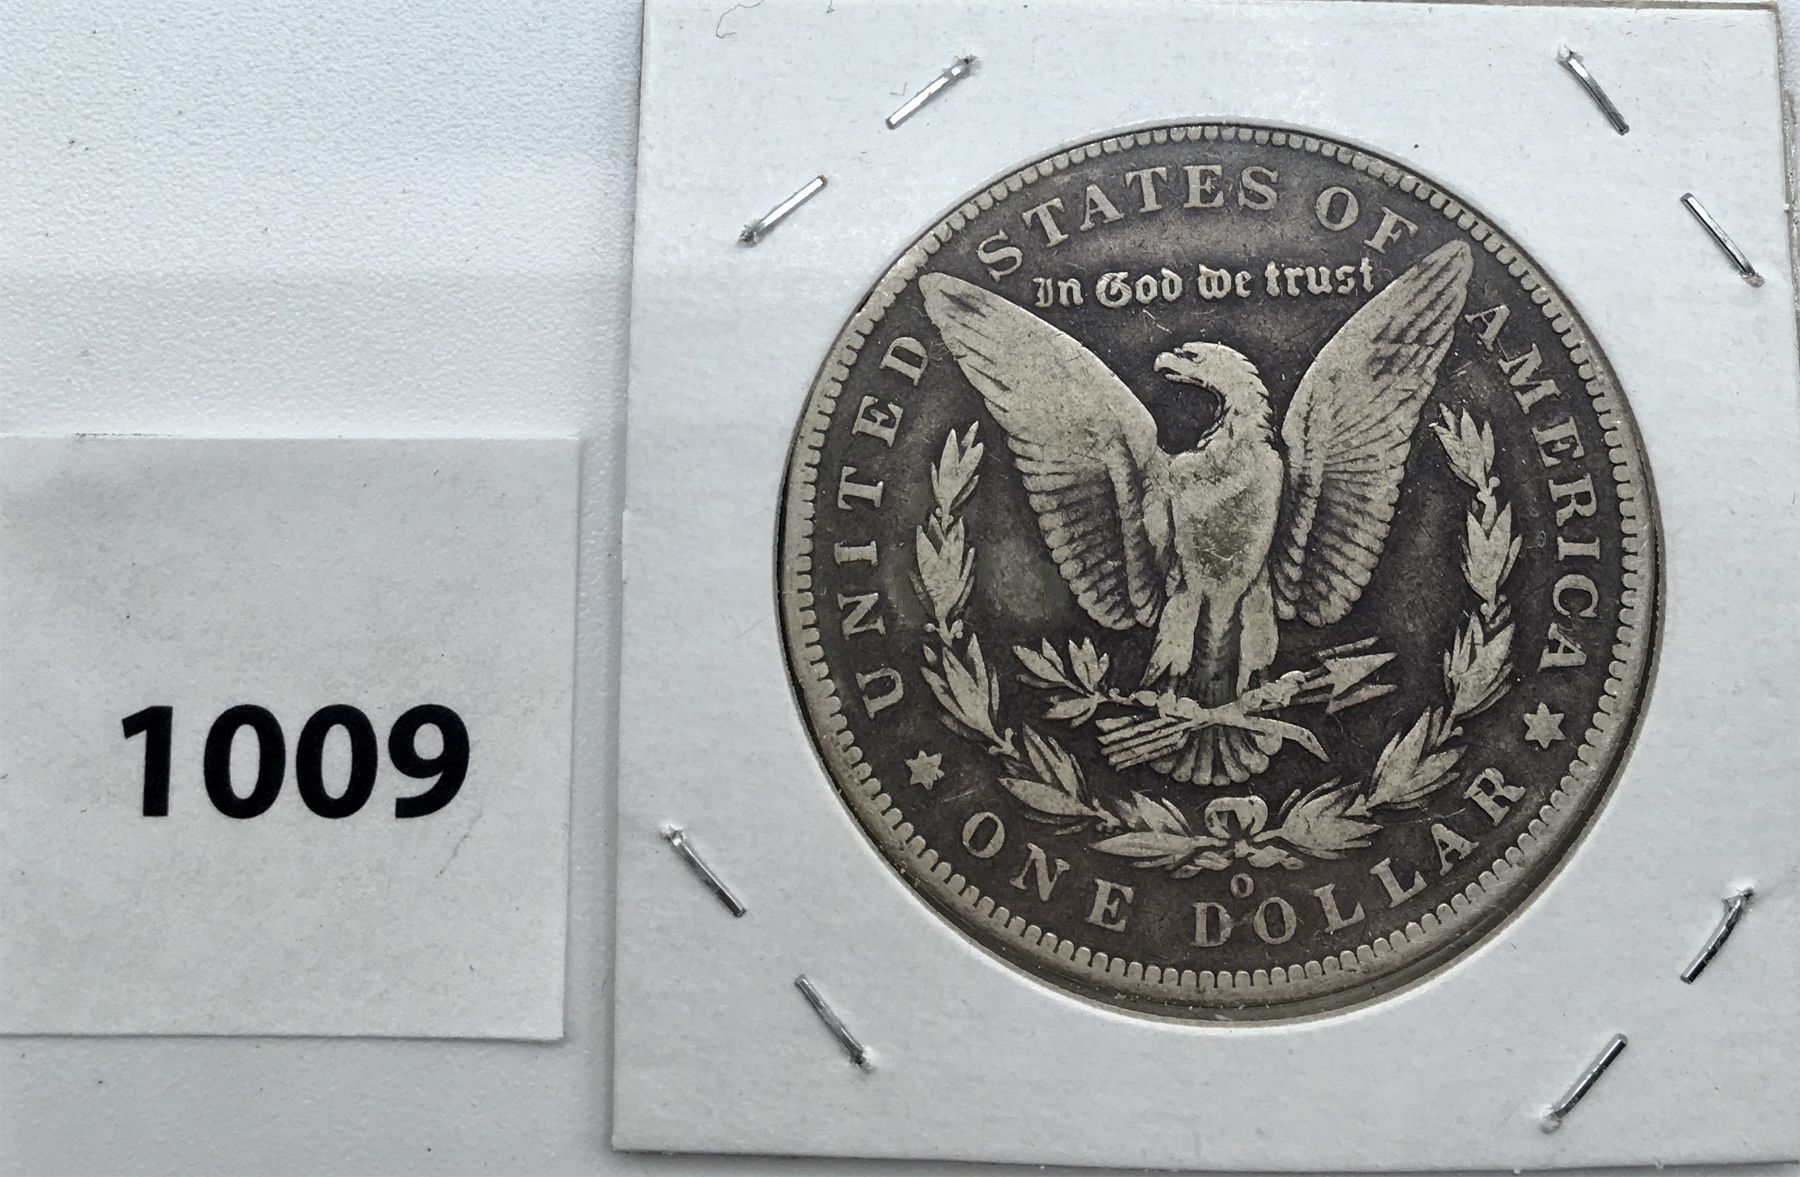 1009
UNITED STATES OF AMERICA
In God we trust
O
ONE DOLLAR